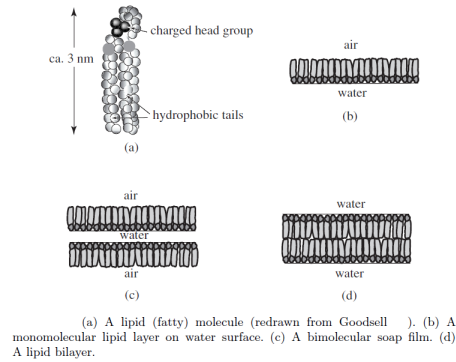 charged head group
ca. 3 nm
hydrophobic tails
(a)
air
water
(b)
air
water
air
(c)
water
water
(d)
(a) A lipid (fatty) molecule (redrawn from Goodsell ). (b) A
monomolecular lipid layer on water surface. (c) A bimolecular soap film. (d)
A lipid bilayer.